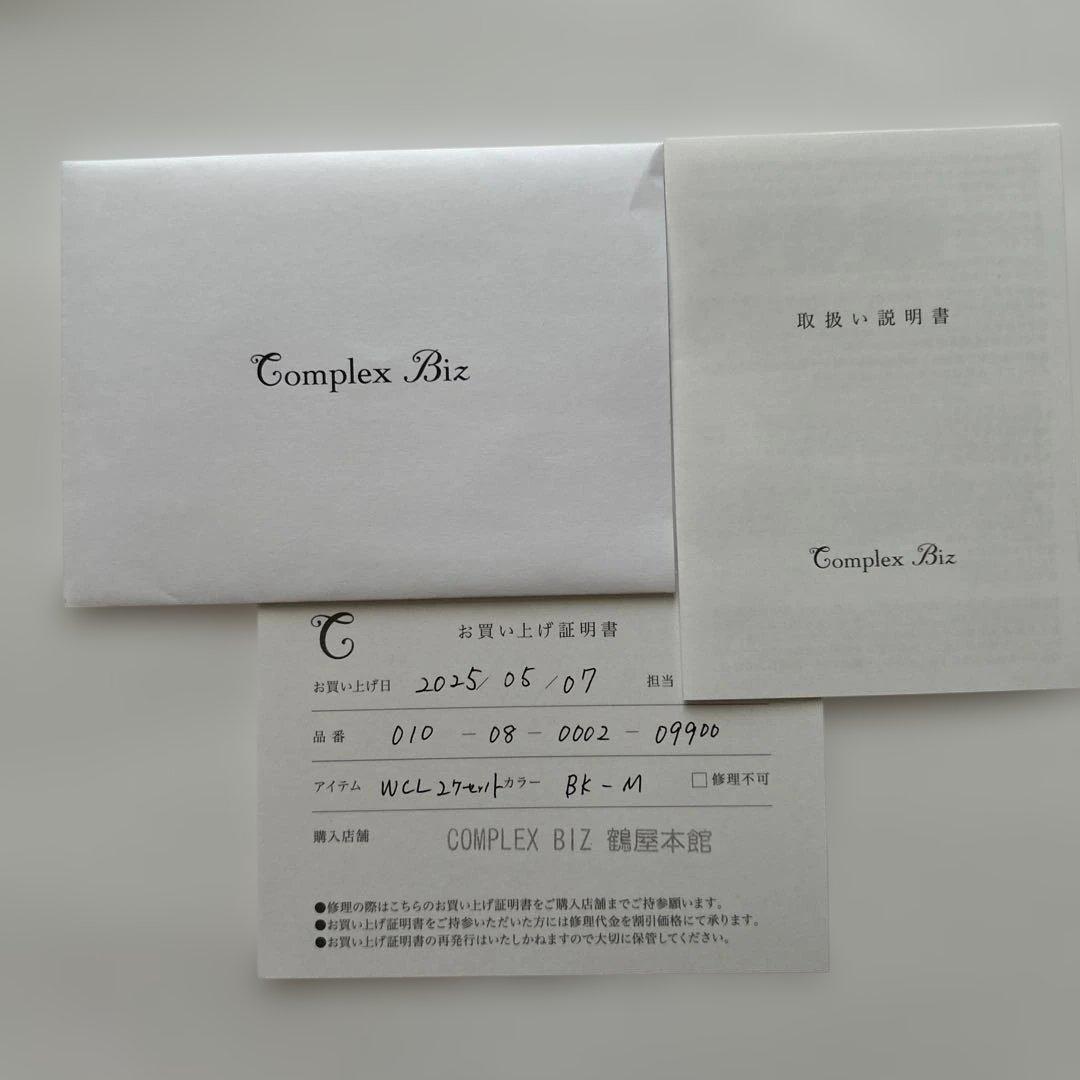 Complex Biz
取扱い説明書
Complex Biz
C
お買い上げ証明書
お買い上げ日 2025/05/07 担当
品番 010-08-0002-09900
アイテム WCL 2ケセット カラー BK-M □修理不可
購入店舗 COMPLEX BIZ 鶴屋本館
●修理の際はこちらのお買い上げ証明書をご購入店舗までご持参願います。
●お買い上げ証明書をご持参いただいた方には修理代金を割引価格にて承ります。
●お買い上げ証明書の再発行はいたしかねますので大切に保管してください。